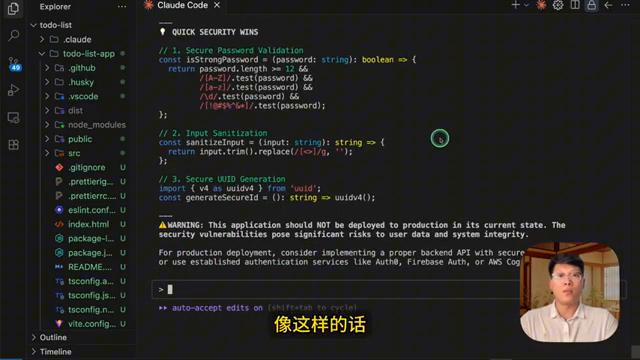 Explorer
todo-list
.claude
todo-list-app
.github
.husky
.vscode
dist
node_modules
public
src
.gitignore U
.prettierig... U
.prettierrc... U
eslint.conf... U
index.html U
package-l... U
package.js... U
README.... U
tsconfig.a... U
tsconfig.js... U
tsconfig.n... U
vite.config... U
Outline
Timeline
49
Claude Code
QUICK SECURITY WINS
// 1. Secure Password Validation
const isStrongPassword = (password: string): boolean => {
return password.length >= 12 &&
/[A-Z]/.test(password) &&
/[a-z]/.test(password) &&
/\d/.test(password) &&
/[!@#$%^&*]/.test(password);
};
// 2. Input Sanitization
const sanitizeInput = (input: string): string => {
return input.trim().replace(/[<>]/g, '');
};
// 3. Secure UUID Generation
import { v4 as uuidv4 } from 'uuid';
const generateSecureId = (): string => uuidv4();
WARNING: This application should NOT be deployed to production in its current state. The
security vulnerabilities pose significant risks to user data and system integrity.
For production deployment, consider implementing a proper backend API with secure
or use established authentication services like Auth0, Firebase Auth, or AWS Cog
>
auto-accept edits on (shift+tab to cycle)
像这样的话